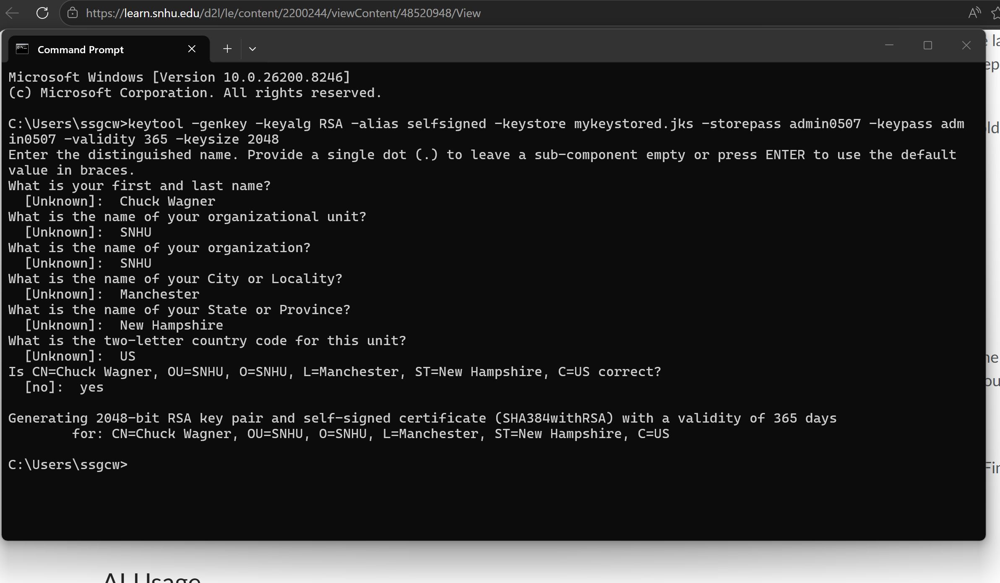 https://learn.snhu.edu/d2l/le/content/2200244/viewContent/48520948/View
Command Prompt
Microsoft Windows [Version 10.0.26200.8246]
(c) Microsoft Corporation. All rights reserved.
C:\Users\ssgcw>keytool -genkey -keyalg RSA -alias selfsigned -keystore mykeystored.jks -storepass admin0507 -keypass adm
in0507 -validity 365 -keysize 2048
Enter the distinguished name. Provide a single dot (.) to leave a sub-component empty or press ENTER to use the default
value in braces.
What is your first and last name?
[Unknown]:  Chuck Wagner
What is the name of your organizational unit?
[Unknown]:  SNHU
What is the name of your organization?
[Unknown]:  SNHU
What is the name of your City or Locality?
[Unknown]:  Manchester
What is the name of your State or Province?
[Unknown]:  New Hampshire
What is the two-letter country code for this unit?
[Unknown]:  US
Is CN=Chuck Wagner, OU=SNHU, O=SNHU, L=Manchester, ST=New Hampshire, C=US correct?
[no]:  yes
Generating 2048-bit RSA key pair and self-signed certificate (SHA384withRSA) with a validity of 365 days
for: CN=Chuck Wagner, OU=SNHU, O=SNHU, L=Manchester, ST=New Hampshire, C=US
C:\Users\ssgcw>
AI Usage